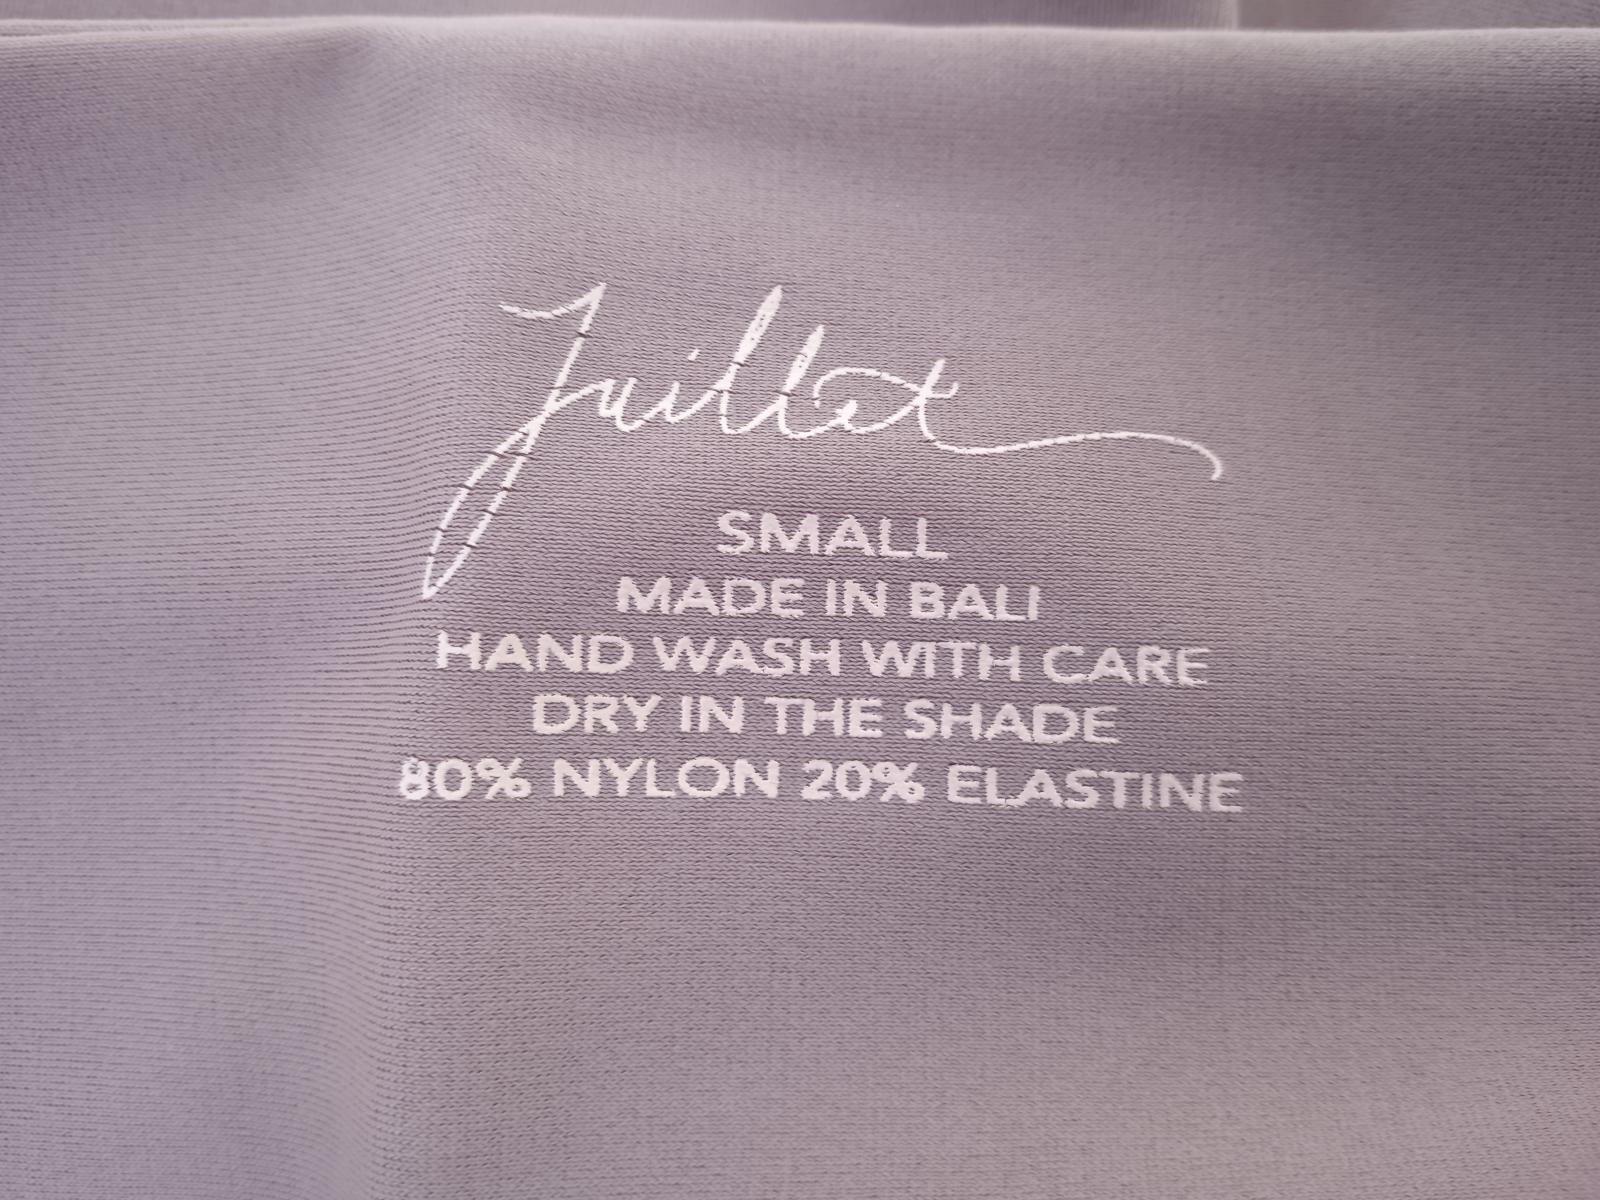 Juillet
SMALL
MADE IN BALI
HAND WASH WITH CARE
DRY IN THE SHADE
80% NYLON 20% ELASTINE